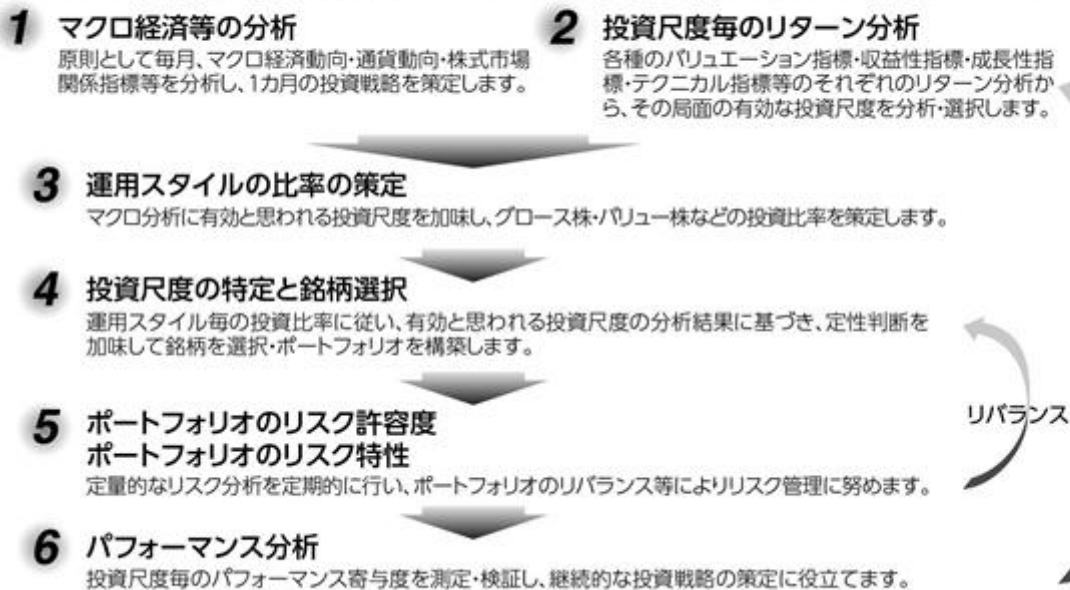 1 マクロ経済等の分析
原則として毎月、マクロ経済動向・通貨動向・株式市場
関係指標等を分析し、1カ月の投資戦略を策定します。
2 投資尺度毎のリターン分析
各種のバリュエーション指標・収益性指標・成長性指
標・テクニカル指標等のそれぞれのリターン分析か
ら、その局面の有効な投資尺度を分析・選択します。
3 運用スタイルの比率の策定
マクロ分析に有効と思われる投資尺度を加味し、グロース株・バリュー株などの投資比率を策定します。
4 投資尺度の特定と銘柄選択
運用スタイル毎の投資比率に従い、有効と思われる投資尺度の分析結果に基づき、定性判断を
加味して銘柄を選択・ポートフォリオを構築します。
リバランス
5 ポートフォリオのリスク許容度
ポートフォリオのリスク特性
定量的なリスク分析を定期的に行い、ポートフォリオのリバランス等によりリスク管理に努めます。
6 パフォーマンス分析
投資尺度毎のパフォーマンス寄与度を測定・検証し、継続的な投資戦略の策定に役立てます。